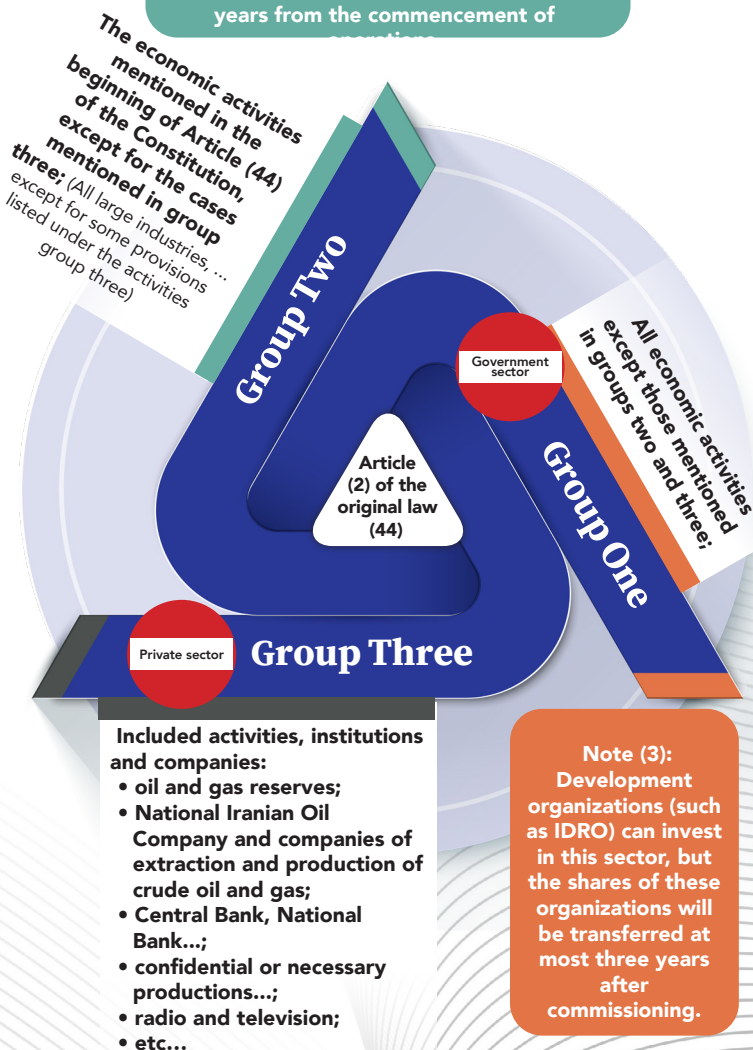 years from the commencement of
operations
The economic activities
mentioned in the
beginning of Article (44)
of the Constitution,
except for the cases
mentioned in group
three; (All large industries, ...
except for some provisions
listed under the activities
group three)
Group Two
Government
sector
All economic activities
except those mentioned
in groups two and three;
Group One
Article
(2) of the
original law
(44)
Private sector
Group Three
Included activities, institutions
and companies:
• oil and gas reserves;
• National Iranian Oil
Company and companies of
extraction and production of
crude oil and gas;
• Central Bank, National
Bank...;
• confidential or necessary
productions...;
• radio and television;
• etc...
Note (3):
Development
organizations (such
as IDRO) can invest
in this sector, but
the shares of these
organizations will
be transferred at
most three years
after
commissioning.